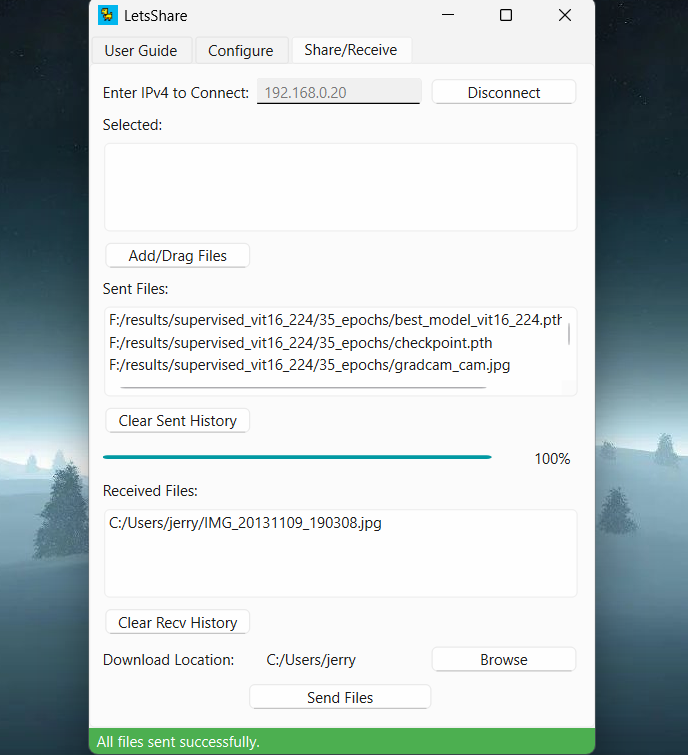 LetsShare
User Guide Configure Share/Receive
Enter IPv4 to Connect: 192.168.0.20 Disconnect
Selected:
Add/Drag Files
Sent Files:
F:/results/supervised_vit16_224/35_epochs/best_model_vit16_224.pth
F:/results/supervised_vit16_224/35_epochs/checkpoint.pth
F:/results/supervised_vit16_224/35_epochs/gradcam_cam.jpg
Clear Sent History
100%
Received Files:
C:/Users/jerry/IMG_20131109_190308.jpg
Clear Recv History
Download Location: C:/Users/jerry Browse
Send Files
All files sent successfully.